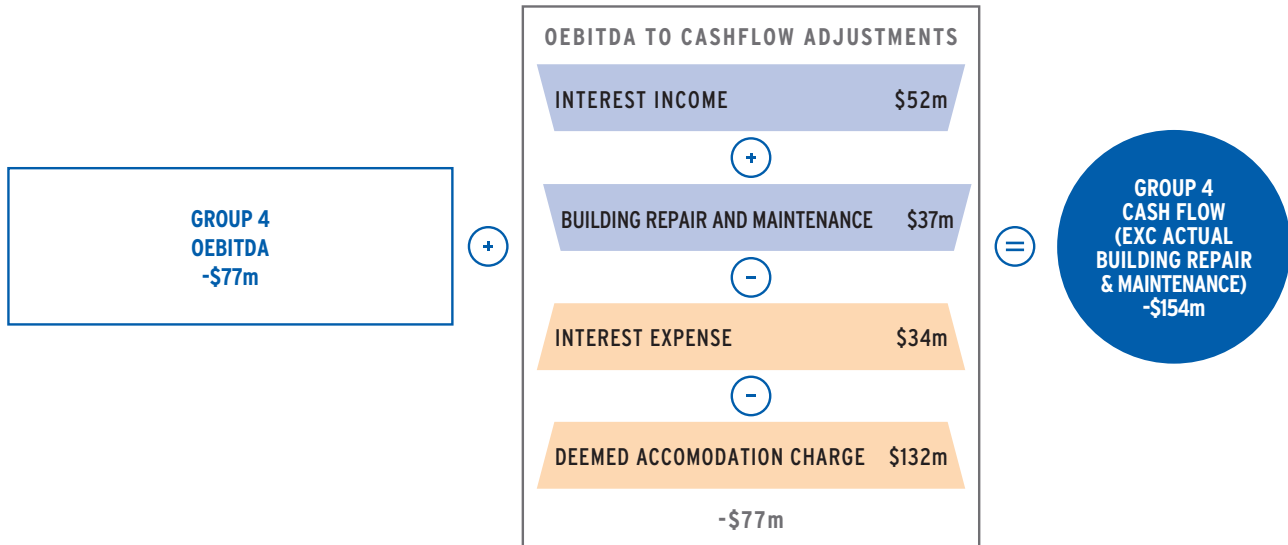 GROUP 4
OEBITDA
-$77m
+
OEBITDA TO CASHFLOW ADJUSTMENTS
INTEREST INCOME $52m
+
BUILDING REPAIR AND MAINTENANCE $37m
-
INTEREST EXPENSE $34m
-
DEEMED ACCOMODATION CHARGE $132m
-$77m
=
GROUP 4
CASH FLOW
(EXC ACTUAL
BUILDING REPAIR
& MAINTENANCE)
-$154m